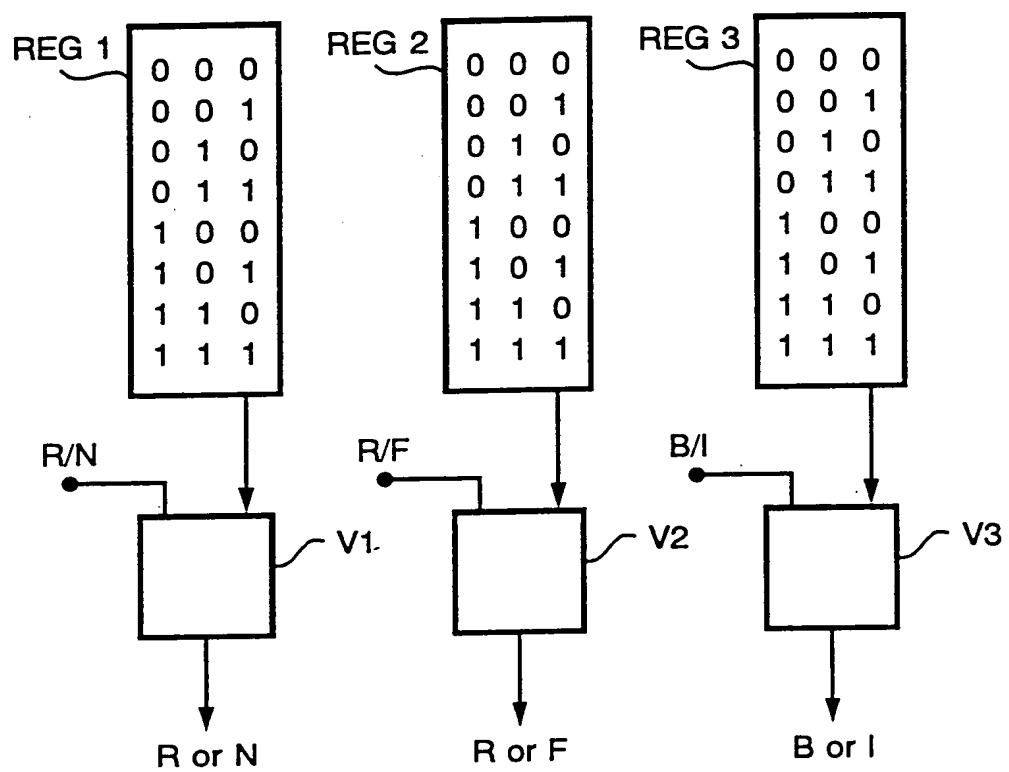 REG 1
0 0 0
0 0 1
0 1 0
0 1 1
1 0 0
1 0 1
1 1 0
1 1 1
R/N
V1
R or N
REG 2
0 0 0
0 0 1
0 1 0
0 1 1
1 0 0
1 0 1
1 1 0
1 1 1
R/F
V2
R or F
REG 3
0 0 0
0 0 1
0 1 0
0 1 1
1 0 0
1 0 1
1 1 0
1 1 1
B/I
V3
B or I